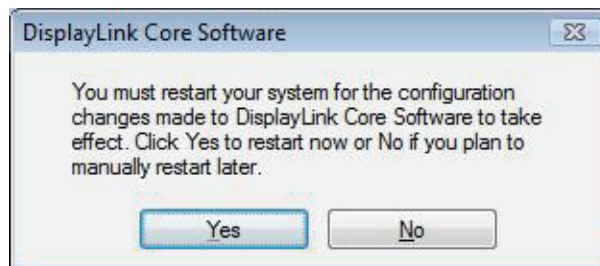 DisplayLink Core Software
You must restart your system for the configuration
changes made to DisplayLink Core Software to take
effect. Click Yes to restart now or No if you plan to
manually restart later.
Yes
No